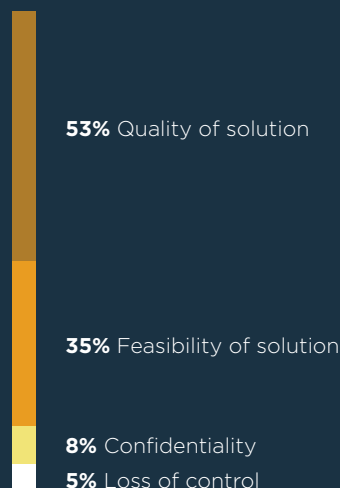 53% Quality of solution
35% Feasibility of solution
8% Confidentiality
5% Loss of control